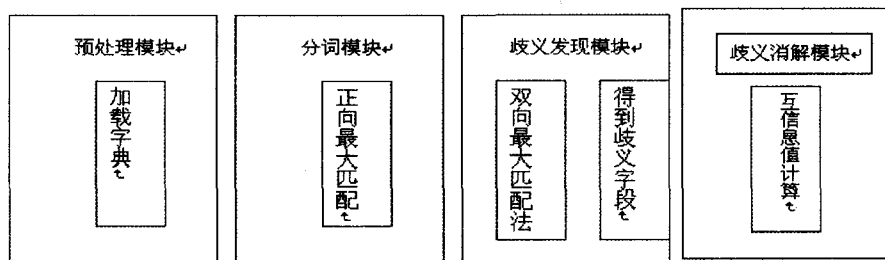 预处理模块
加载字典
分词模块
正向最大匹配
歧义发现模块
双向最大匹配法
得到歧义字段
歧义消解模块
互信息值计算